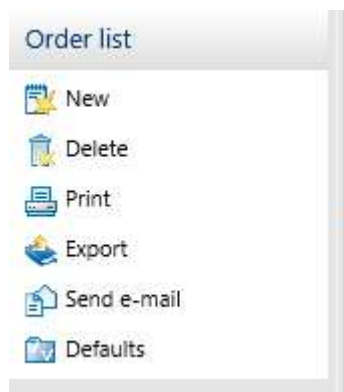 Order list
New
Delete
Print
Export
Send e-mail
Defaults